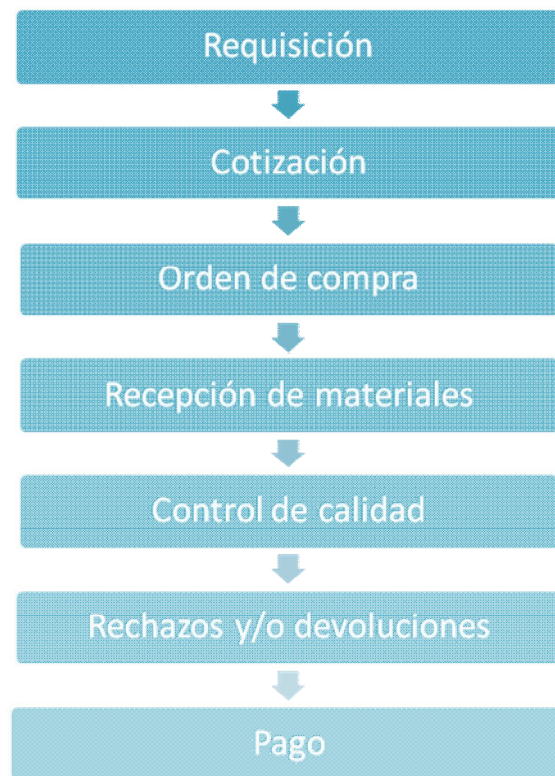 Requisición
Cotización
Orden de compra
Recepción de materiales
Control de calidad
Rechazos y/o devoluciones
Pago